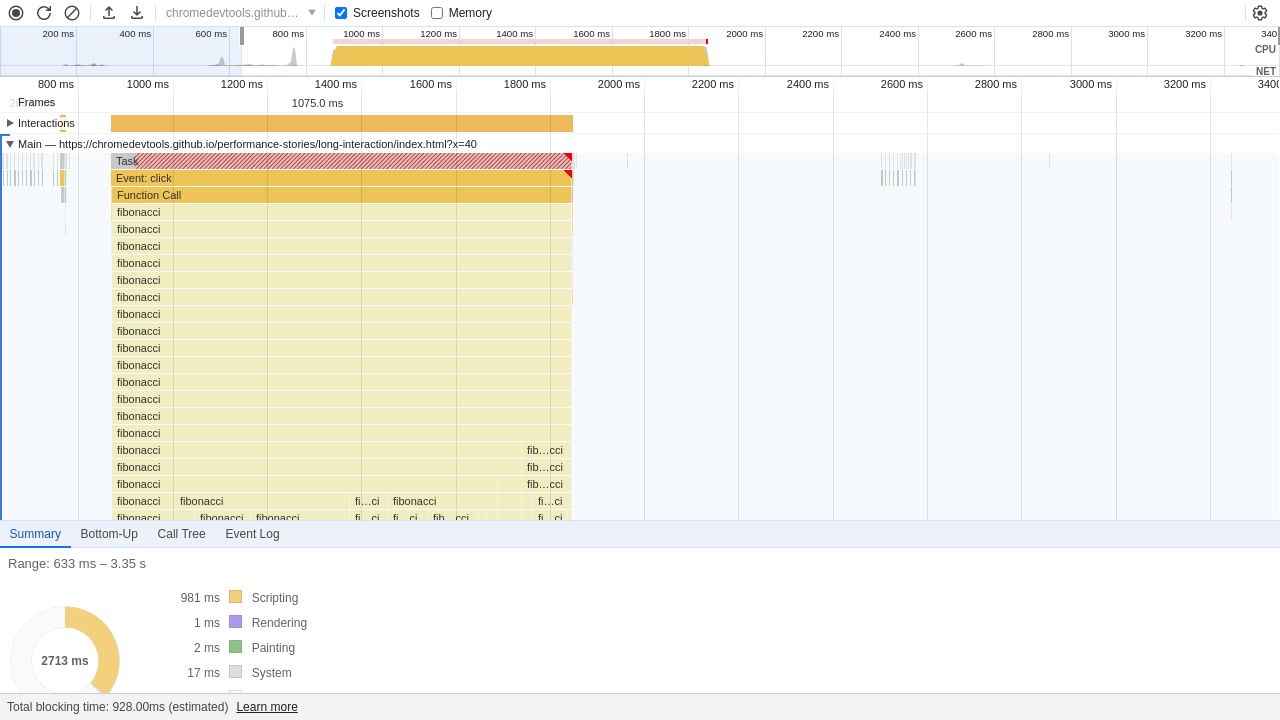 chromedevtools.github… Screenshots Memory
200 ms 400 ms 600 ms 800 ms 1000 ms 1200 ms 1400 ms 1600 ms 1800 ms 2000 ms 2200 ms 2400 ms 2600 ms 2800 ms 3000 ms 3200 ms 340
CPU
NET
800 ms 1000 ms 1200 ms 1400 ms 1600 ms 1800 ms 2000 ms 2200 ms 2400 ms 2600 ms 2800 ms 3000 ms 3200 ms 3400
Frames 1075.0 ms
Interactions
Main — https://chromedevtools.github.io/performance-stories/long-interaction/index.html?x=40
Task
Event: click
Function Call
fibonacci
fibonacci
fibonacci
fibonacci
fibonacci
fibonacci
fibonacci
fibonacci
fibonacci
fibonacci
fibonacci
fibonacci
fibonacci
fibonacci
fibonacci fib…cci
fibonacci fib…cci
fibonacci fib…cci
fibonacci fibonacci fi…ci fibonacci fi…ci
fibonacci fibonacci fibonacci fi…ci fi…ci fib…cci fi…ci
Summary Bottom-Up Call Tree Event Log
Range: 633 ms – 3.35 s
981 ms Scripting
1 ms Rendering
2 ms Painting
17 ms System
2713 ms
Total blocking time: 928.00ms (estimated) Learn more